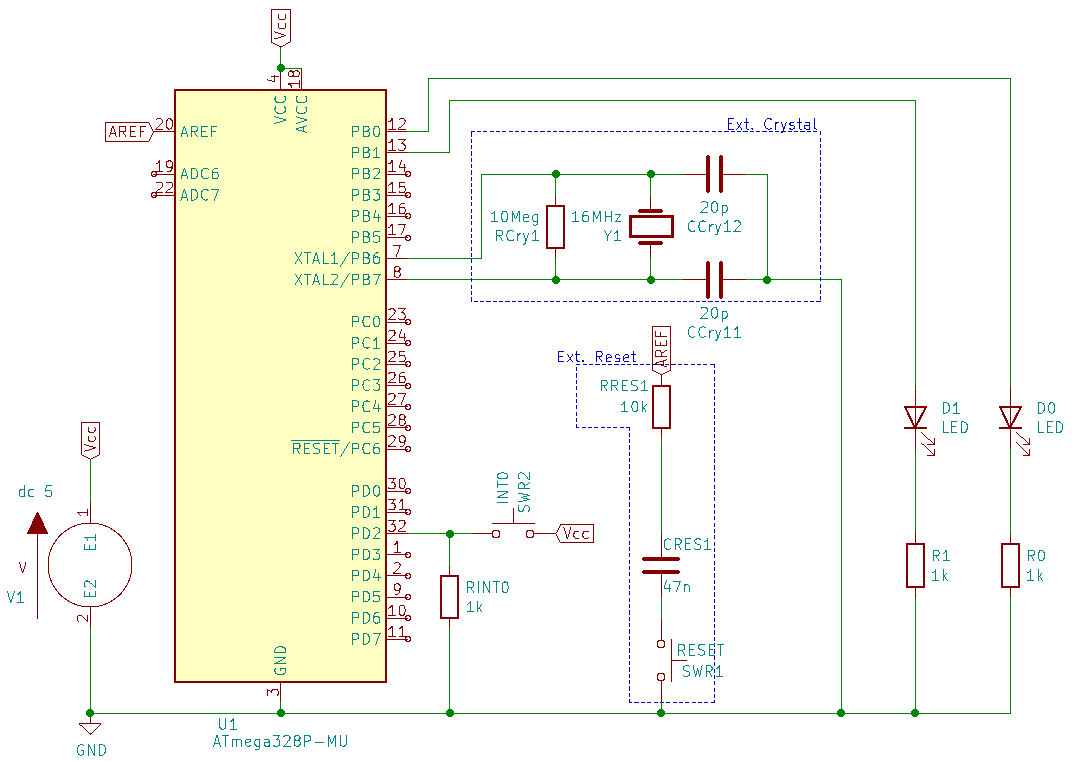 Vcc
4
18
VCC
AVCC
AREF
20
AREF
19
ADC6
22
ADC7
PB0
12
PB1
13
PB2
14
PB3
15
PB4
16
PB5
17
XTAL1/PB6
7
XTAL2/PB7
8
Ext. Crystal
10Meg
RCry1
16MHz
Y1
20p
CCry12
20p
CCry11
PC0
23
PC1
24
PC2
25
PC3
26
PC4
27
PC5
28
RESET/PC6
29
Ext. Reset
AREF
RRES1
10k
D1
LED
D0
LED
Vcc
dc 5
1
E1
V
V1
E2
2
PD0
30
PD1
31
PD2
32
PD3
1
PD4
2
PD5
9
PD6
10
PD7
11
INT0
SWR2
Vcc
RINT0
1k
CRES1
47n
R1
1k
R0
1k
RESET
SWR1
GND
3
U1
ATmega328P-MU
GND